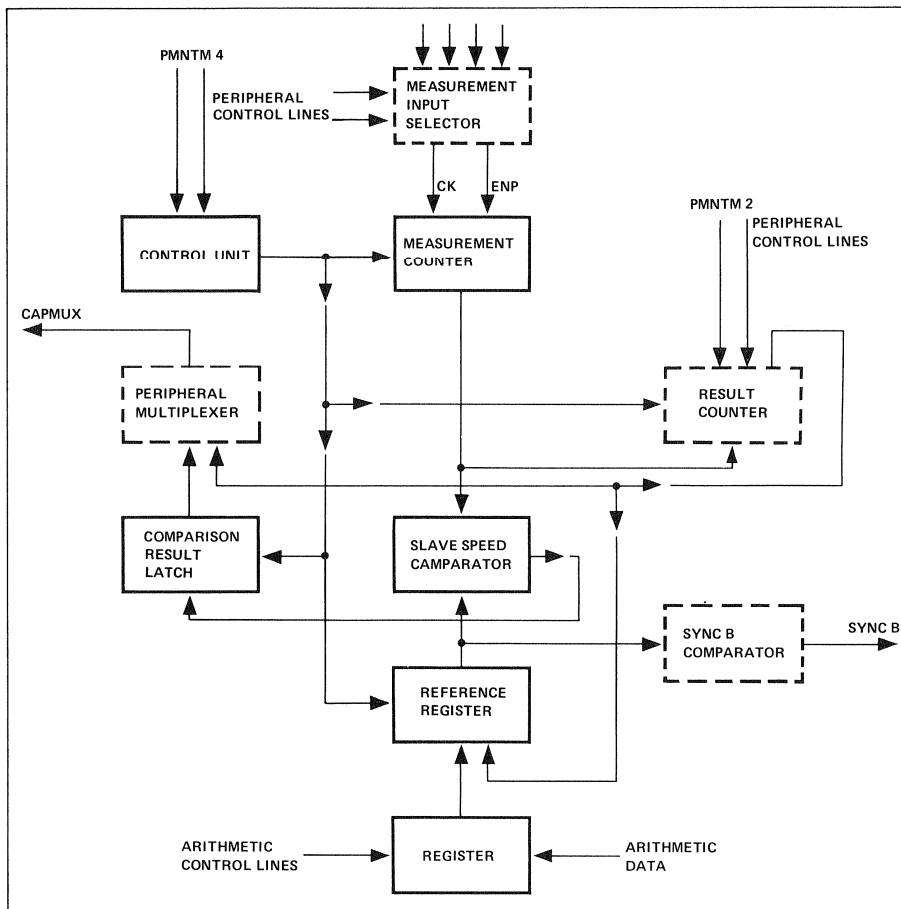 PMNTM 4
PERIPHERAL
CONTROL LINES
MEASUREMENT
INPUT
SELECTOR
CK
ENP
PMNTM 2
PERIPHERAL
CONTROL LINES
CONTROL UNIT
MEASUREMENT
COUNTER
CAPMUX
PERIPHERAL
MULTIPLEXER
RESULT
COUNTER
COMPARISON
RESULT
LATCH
SLAVE SPEED
CAMPARATOR
SYNC B
COMPARATOR
SYNC B
REFERENCE
REGISTER
ARITHMETIC
CONTROL LINES
REGISTER
ARITHMETIC
DATA